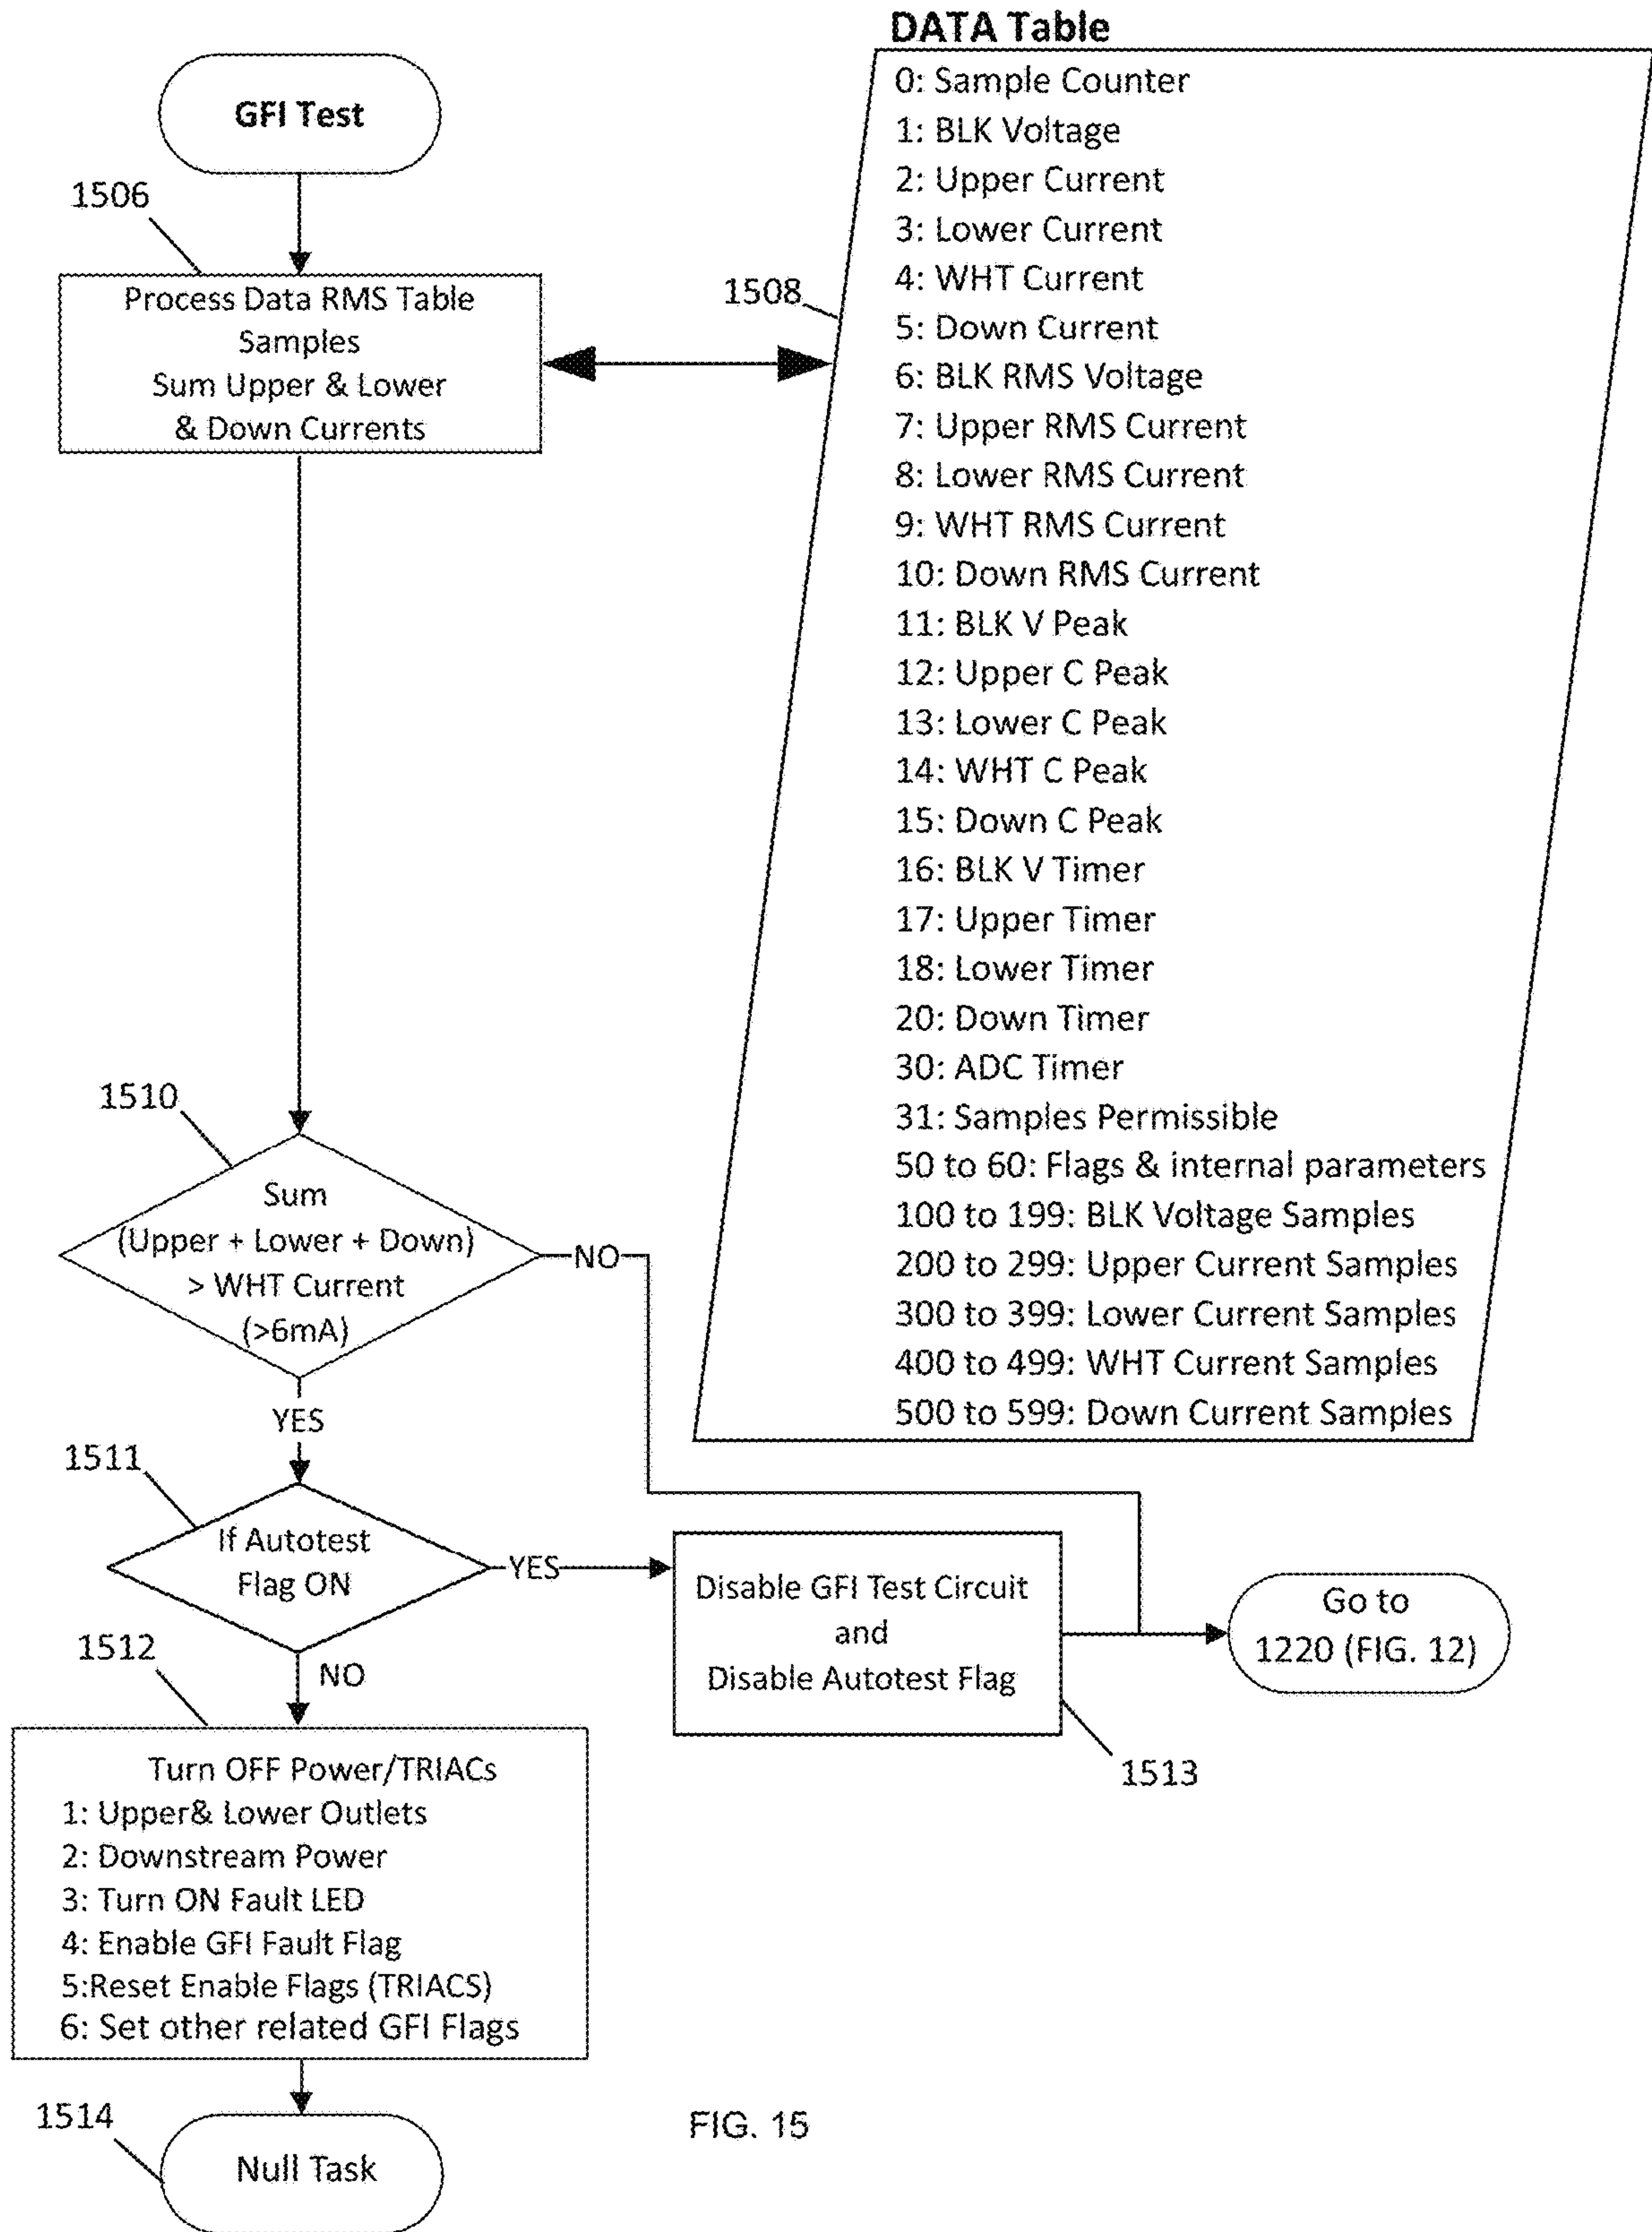 DATA Table
GFI Test
1506
Process Data RMS Table
Samples
Sum Upper & Lower
& Down Currents
1508
0: Sample Counter
1: BLK Voltage
2: Upper Current
3: Lower Current
4: WHT Current
5: Down Current
6: BLK RMS Voltage
7: Upper RMS Current
8: Lower RMS Current
9: WHT RMS Current
10: Down RMS Current
11: BLK V Peak
12: Upper C Peak
13: Lower C Peak
14: WHT C Peak
15: Down C Peak
16: BLK V Timer
17: Upper Timer
18: Lower Timer
20: Down Timer
30: ADC Timer
31: Samples Permissible
50 to 60: Flags & internal parameters
100 to 199: BLK Voltage Samples
200 to 299: Upper Current Samples
300 to 399: Lower Current Samples
400 to 499: WHT Current Samples
500 to 599: Down Current Samples
1510
Sum
(Upper + Lower + Down)
> WHT Current
(>6mA)
NO
YES
1511
If Autotest
Flag ON
YES
NO
Disable GFI Test Circuit
and
Disable Autotest Flag
1513
Go to
1220 (FIG. 12)
1512
Turn OFF Power/TRIACs
1: Upper& Lower Outlets
2: Downstream Power
3: Turn ON Fault LED
4: Enable GFI Fault Flag
5:Reset Enable Flags (TRIACS)
6: Set other related GFI Flags
1514
Null Task
FIG. 15